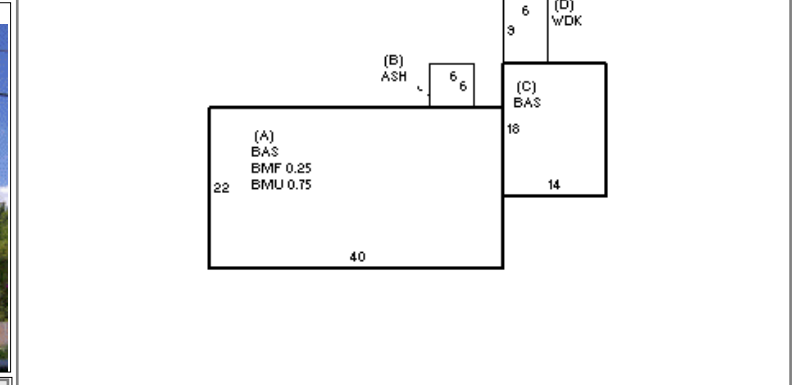 6
(D)
WDK
9
(B)
ASH
6
6
(C)
BAS
18
14
(A)
BAS
BMF 0.25
BMU 0.75
22
40